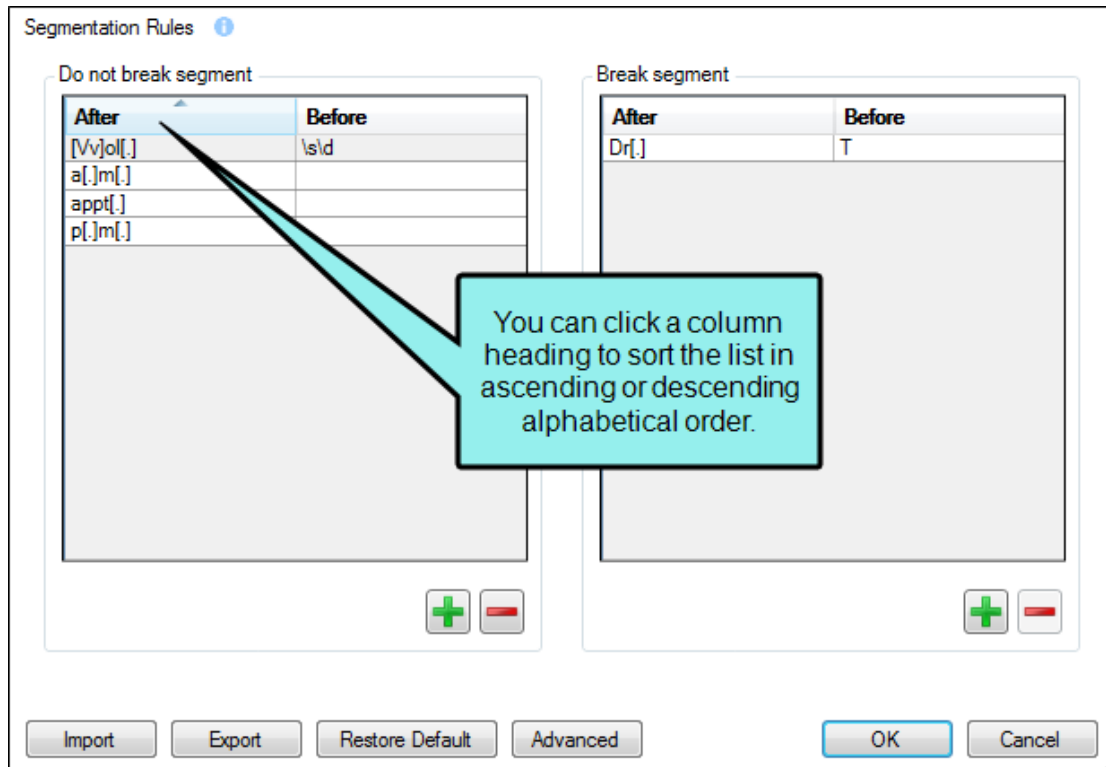 Segmentation Rules
Do not break segment
After Before
[Vv]ol[.] \s\d
a[.]m[.]
appt[.]
p[.]m[.]
Break segment
After Before
Dr[.] T
You can click a column
heading to sort the list in
ascending or descending
alphabetical order.
Import Export Restore Default Advanced OK Cancel